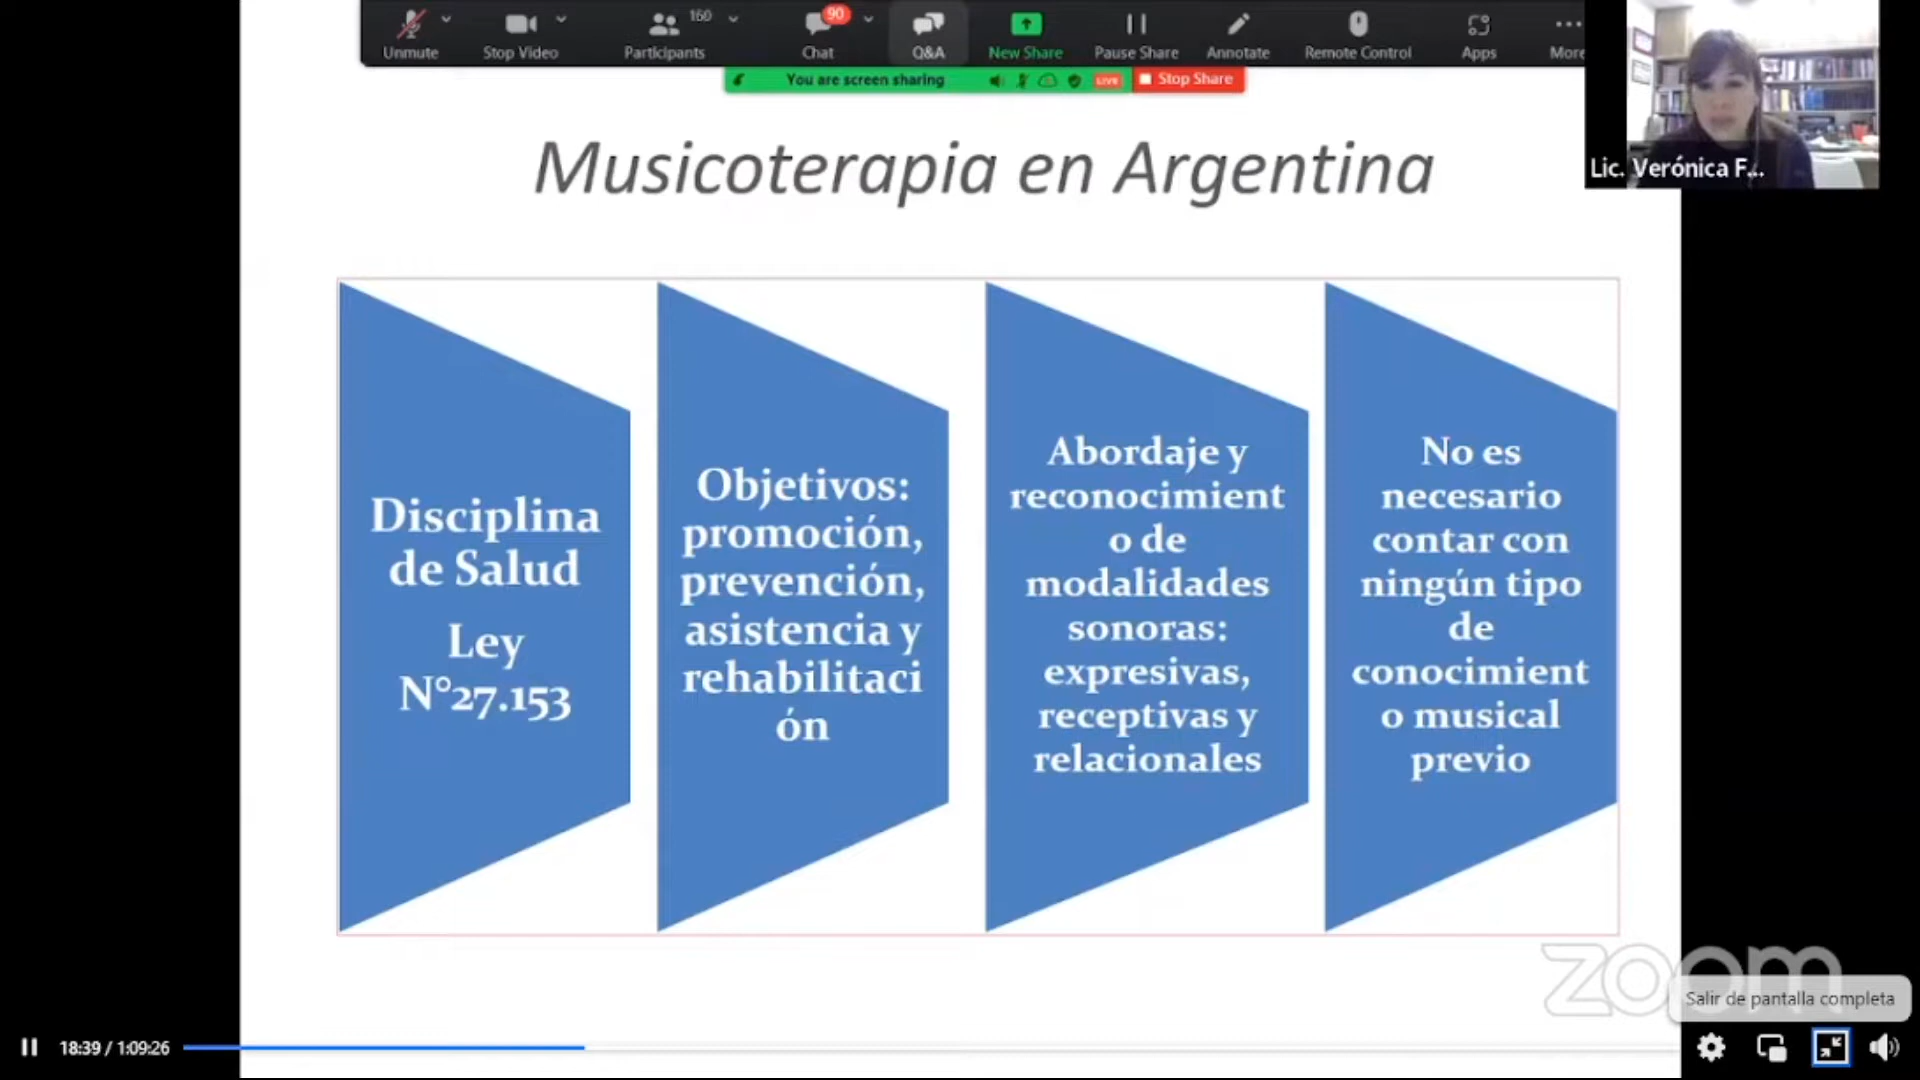 160
90
Unmute
Stop Video
Participants
Chat
Q&A
New Share
Pause Share
Annotate
Remote Control
Apps
More
You are screen sharing
LIVE
Stop Share
Lic. Verónica F...
Musicoterapia en Argentina
Disciplina
de Salud
Ley
N°27.153
Objetivos:
promoción,
prevención,
asistencia y
rehabilitaci
ón
Abordaje y
reconocimient
o de
modalidades
sonoras:
expresivas,
receptivas y
relacionales
No es
necesario
contar con
ningún tipo
de
conocimient
o musical
previo
zoom
Salir de pantalla completa
18:39 / 1:09:26